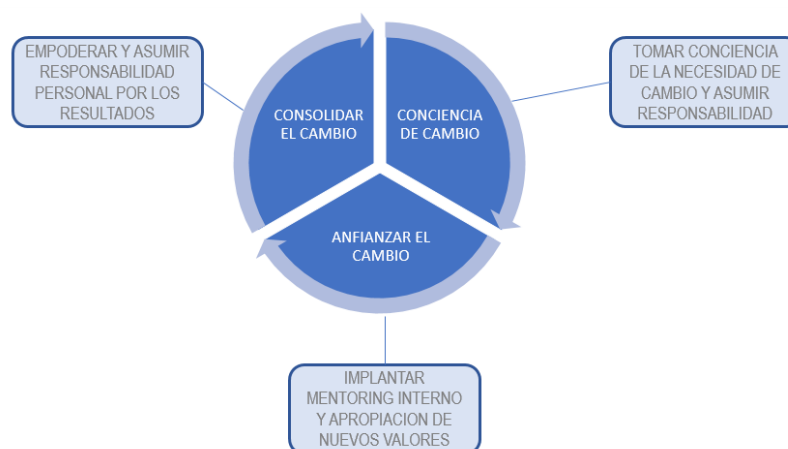 EMPODERAR Y ASUMIR
RESPONSABILIDAD
PERSONAL POR LOS
RESULTADOS
CONSOLIDAR
EL CAMBIO
CONCIENCIA
DE CAMBIO
TOMAR CONCIENCIA
DE LA NECESIDAD DE
CAMBIO Y ASUMIR
RESPONSABILIDAD
ANFIANZAR EL
CAMBIO
IMPLANTAR
MENTORING INTERNO
Y APROPIACION DE
NUEVOS VALORES